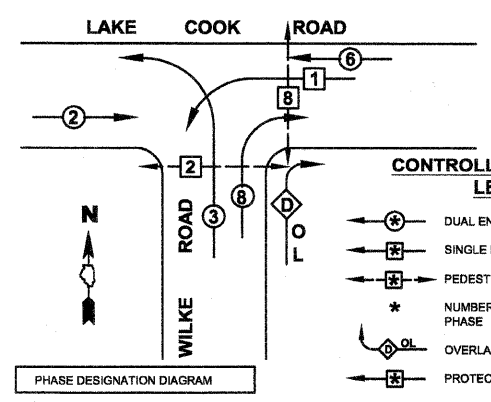 LAKE COOK ROAD
6
1
8
2
2
3
8
D
OL
N
WILKE ROAD
CONTROLL
LE
* DUAL EN
* SINGLE
* PEDEST
* NUMBER
PHASE
D OL OVERLA
* PROTEC
PHASE DESIGNATION DIAGRAM